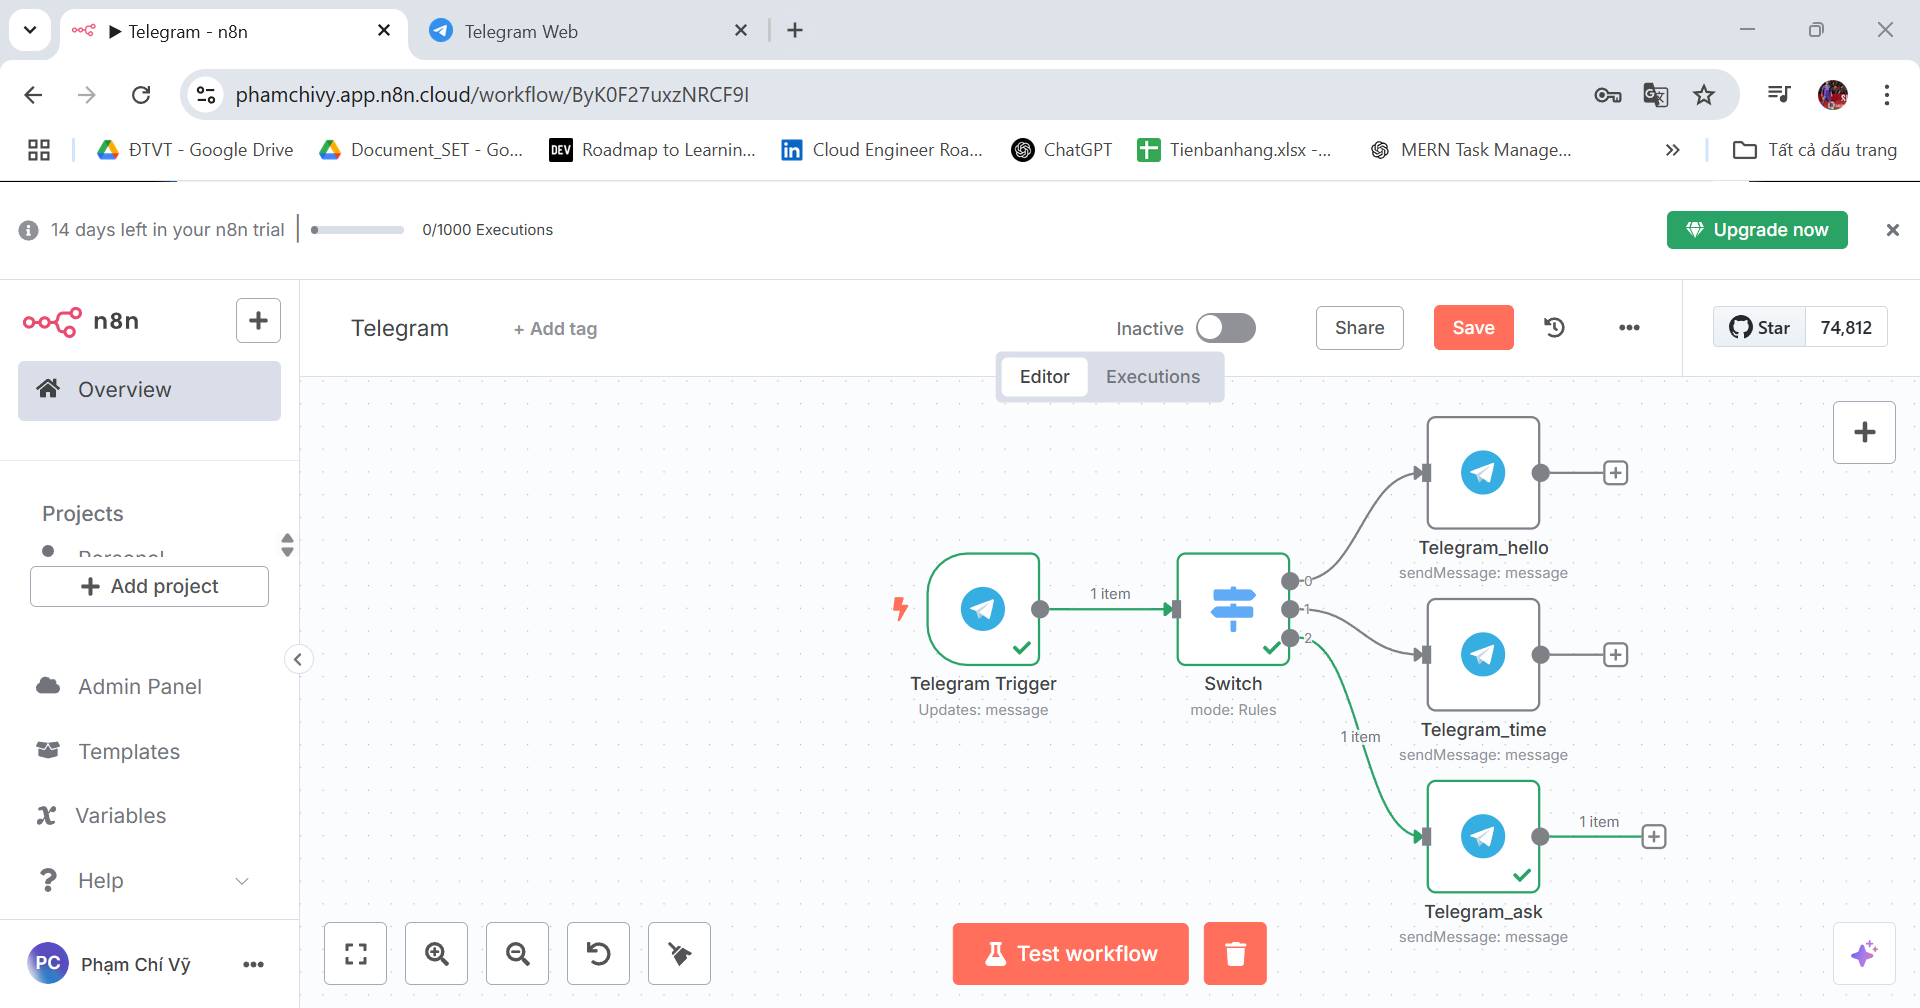 Telegram - n8n
Telegram Web
phamchivy.app.n8n.cloud/workflow/ByK0F27uxzNRCF9I
ĐTVT - Google Drive
Document_SET - Go...
DEV
Roadmap to Learnin...
in
Cloud Engineer Roa...
ChatGPT
Tienbanhang.xlsx -...
MERN Task Manage...
Tất cả dấu trang
14 days left in your n8n trial
0/1000 Executions
Upgrade now
n8n
Telegram
+ Add tag
Inactive
Share
Save
Star
74,812
Editor
Executions
Overview
Projects
Personal
Add project
Admin Panel
Templates
Variables
Help
PC
Phạm Chí Vỹ
Telegram Trigger
Updates: message
1 item
Switch
mode: Rules
0
1
2
1 item
Telegram_hello
sendMessage: message
Telegram_time
sendMessage: message
1 item
Telegram_ask
sendMessage: message
Test workflow